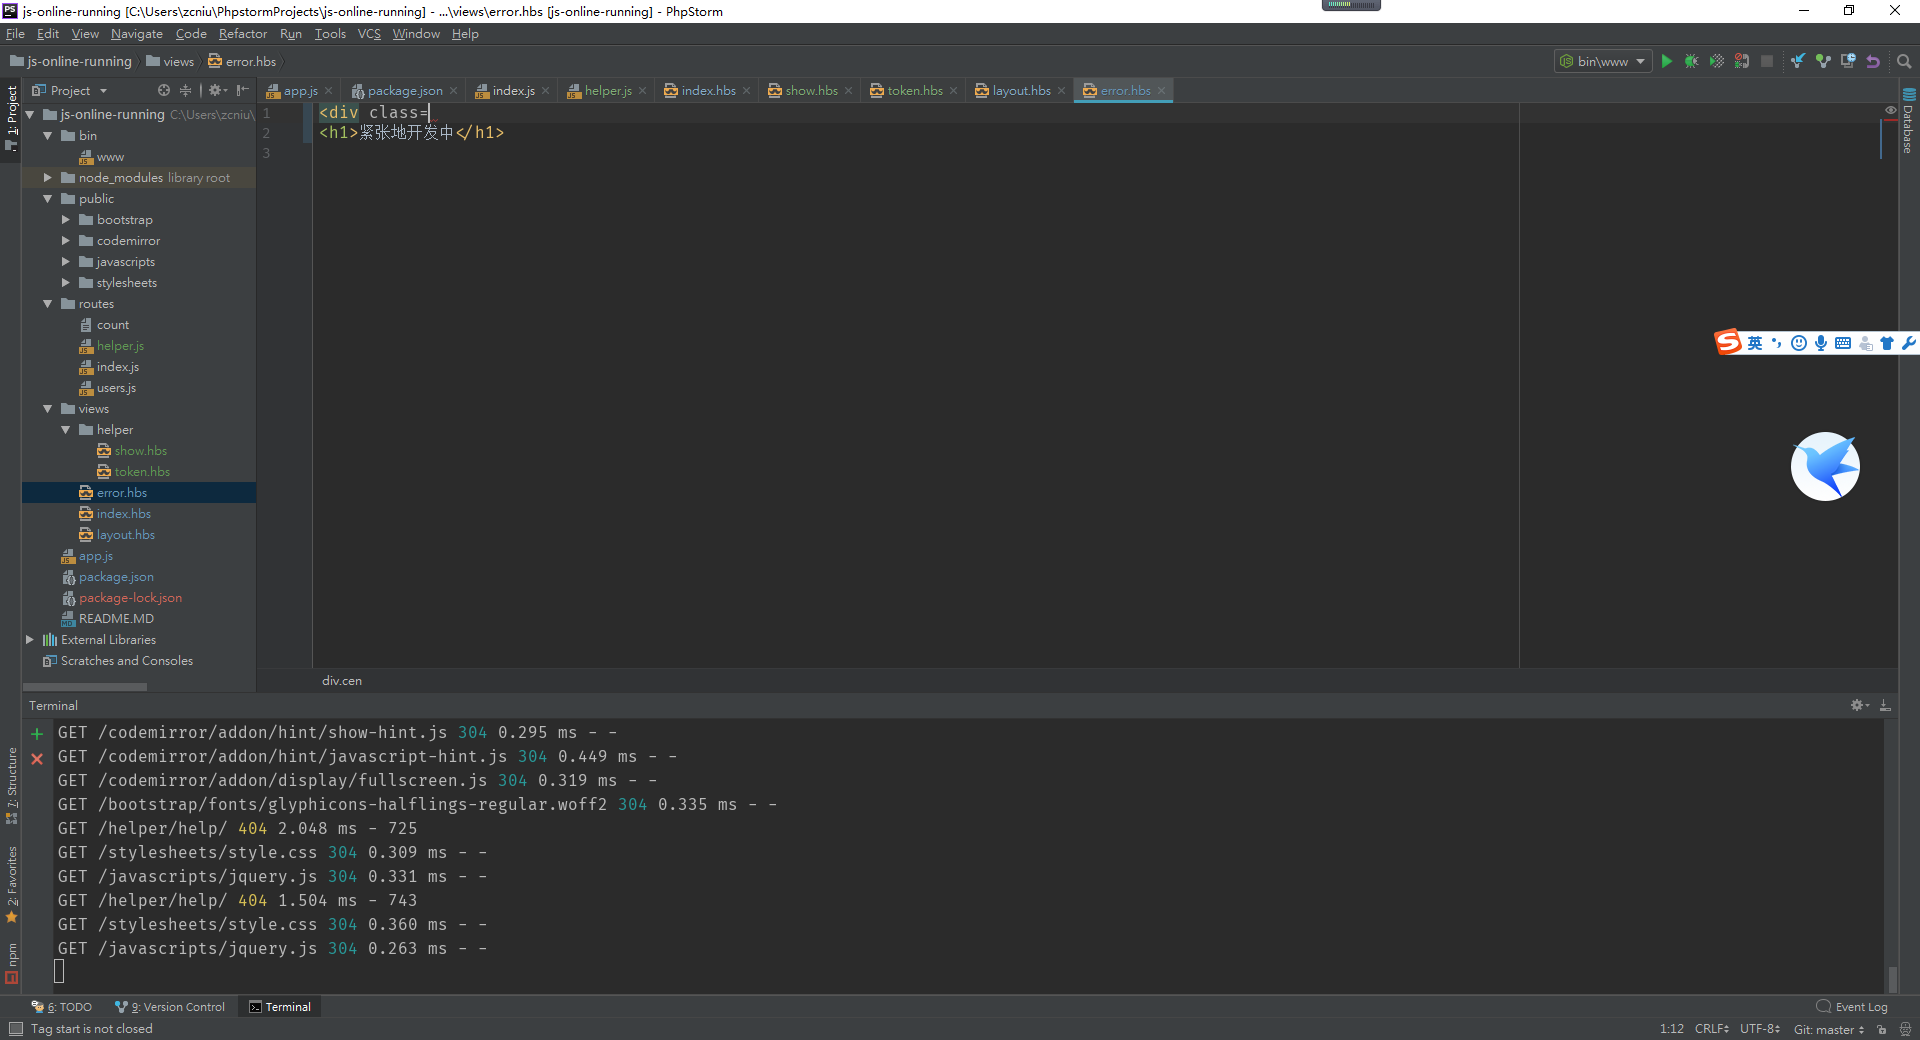 js-online-running [C:\Users\zcniu\PhpstormProjects\js-online-running] - ...\views\error.hbs [js-online-running] - PhpStorm
File Edit View Navigate Code Refactor Run Tools VCS Window Help
js-online-running views error.hbs
bin\www
Project
app.js package.json index.js helper.js index.hbs show.hbs token.hbs layout.hbs error.hbs
1: Project
js-online-running C:\Users\zcniu\
bin
www
node_modules library root
public
bootstrap
codemirror
javascripts
stylesheets
routes
count
helper.js
index.js
users.js
views
helper
show.hbs
token.hbs
error.hbs
index.hbs
layout.hbs
app.js
package.json
package-lock.json
README.MD
External Libraries
Scratches and Consoles
1 <div class=
2 <h1>紧张地开发中</h1>
3
Database
英
div.cen
Terminal
GET /codemirror/addon/hint/show-hint.js 304 0.295 ms - -
GET /codemirror/addon/hint/javascript-hint.js 304 0.449 ms - -
GET /codemirror/addon/display/fullscreen.js 304 0.319 ms - -
GET /bootstrap/fonts/glyphicons-halflings-regular.woff2 304 0.335 ms - -
GET /helper/help/ 404 2.048 ms - 725
GET /stylesheets/style.css 304 0.309 ms - -
GET /javascripts/jquery.js 304 0.331 ms - -
GET /helper/help/ 404 1.504 ms - 743
GET /stylesheets/style.css 304 0.360 ms - -
GET /javascripts/jquery.js 304 0.263 ms - -
7: Structure
2: Favorites
npm
6: TODO 9: Version Control Terminal Event Log
Tag start is not closed 1:12 CRLF UTF-8 Git: master